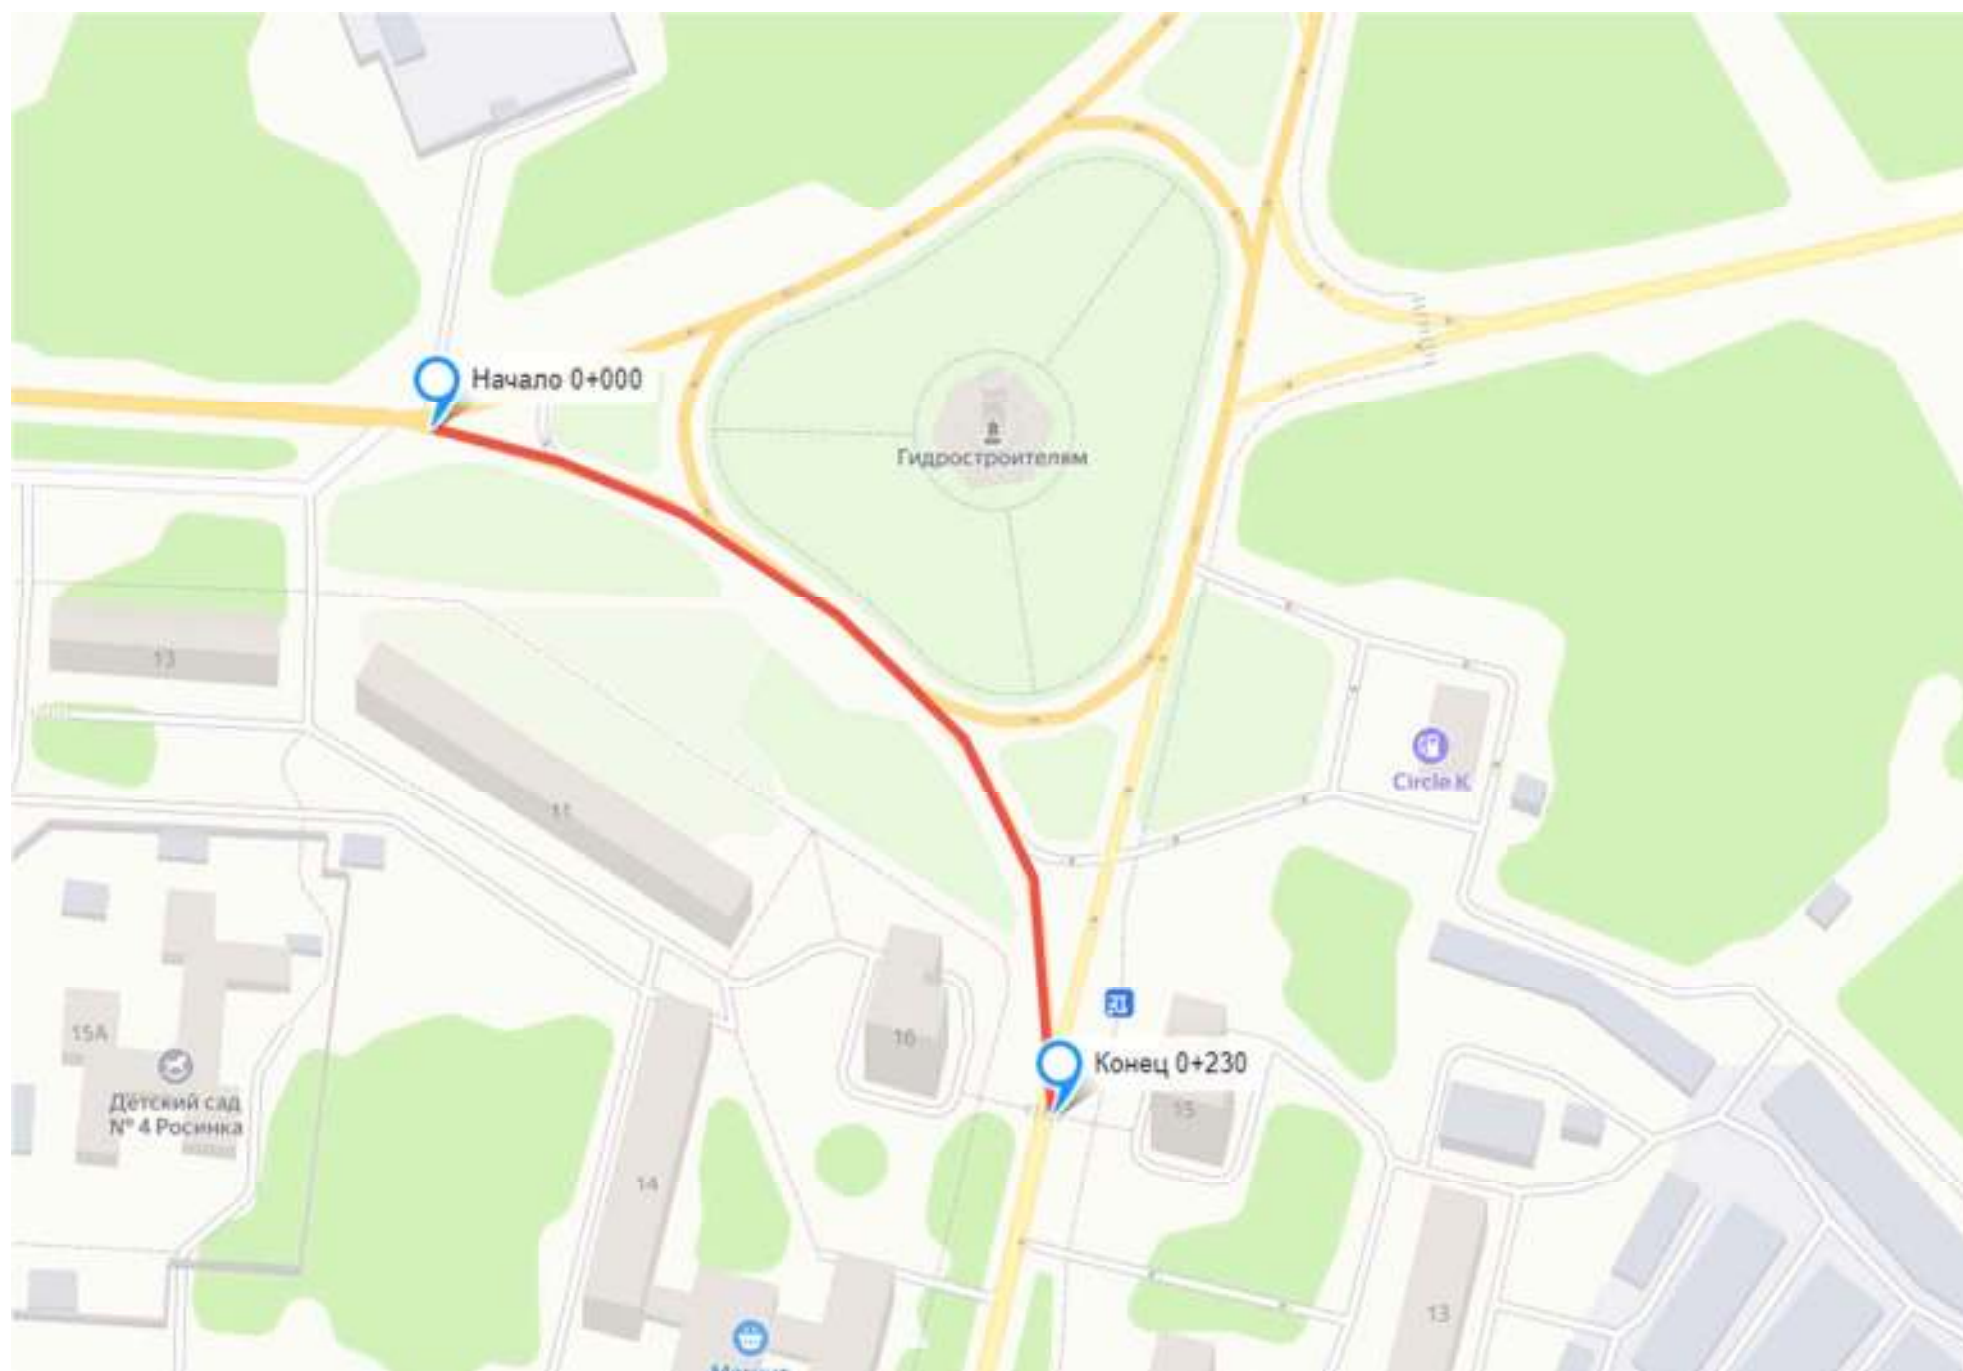 Начало 0+000
Гидростроителям
13
Circle K
11
16
15А
Детский сад
№ 4 Росинка
Конец 0+230
15
14
13